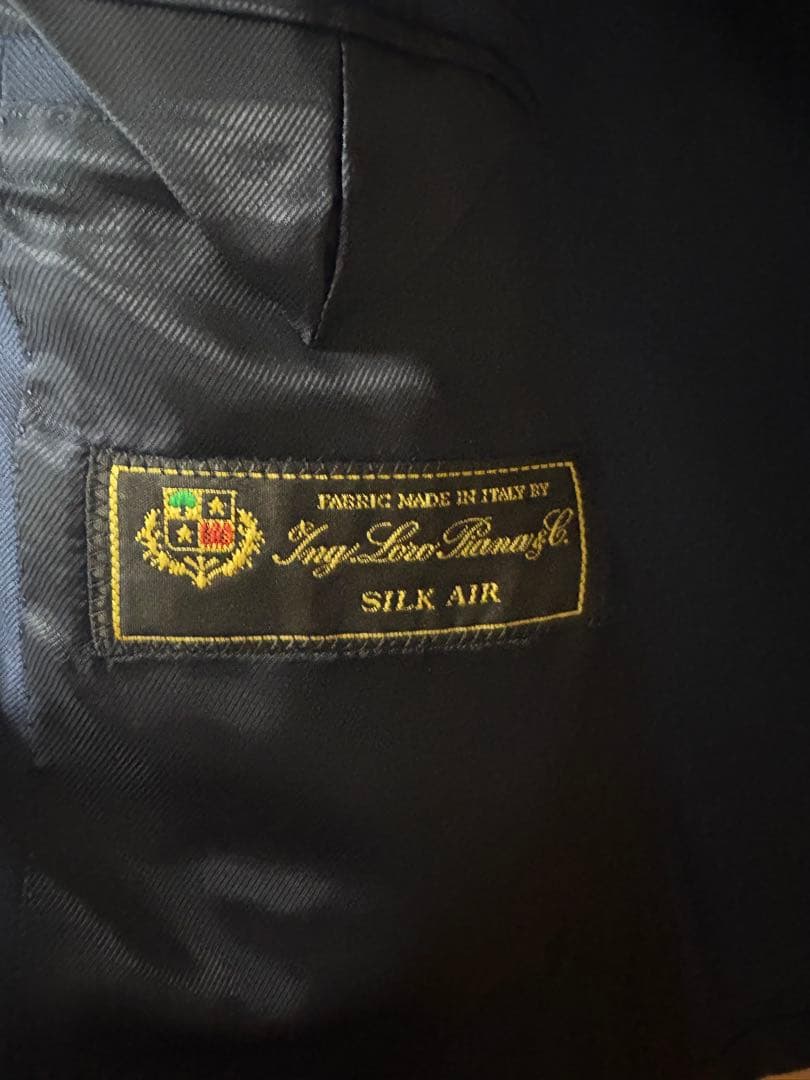 FABRIC MADE IN ITALY BY
Ing. Loro Piana & C.
SILK AIR